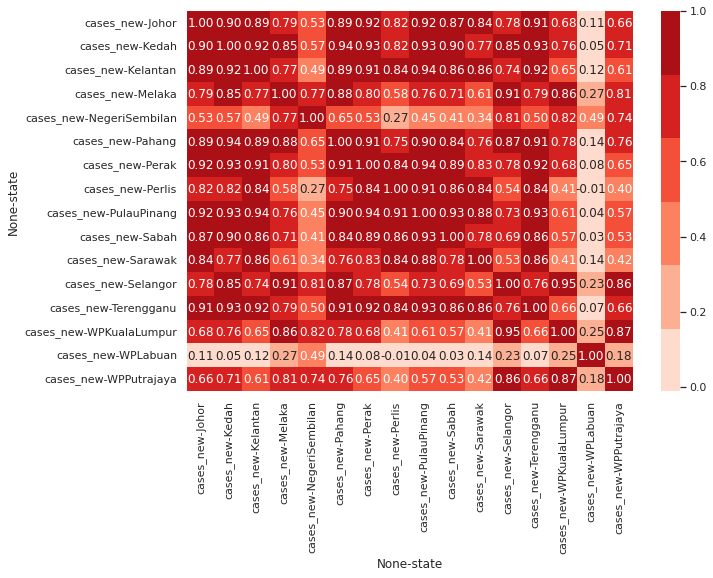 cases_new-Johor 1.00 0.90 0.89 0.79 0.53 0.89 0.92 0.82 0.92 0.87 0.84 0.78 0.91 0.68 0.11 0.66
cases_new-Kedah 0.90 1.00 0.92 0.85 0.57 0.94 0.93 0.82 0.93 0.90 0.77 0.85 0.93 0.76 0.05 0.71
cases_new-Kelantan 0.89 0.92 1.00 0.77 0.49 0.89 0.91 0.84 0.94 0.86 0.86 0.74 0.92 0.65 0.12 0.61
cases_new-Melaka 0.79 0.85 0.77 1.00 0.77 0.88 0.80 0.58 0.76 0.71 0.61 0.91 0.79 0.86 0.27 0.81
cases_new-NegeriSembilan 0.53 0.57 0.49 0.77 1.00 0.65 0.53 0.27 0.45 0.41 0.34 0.81 0.50 0.82 0.49 0.74
cases_new-Pahang 0.89 0.94 0.89 0.88 0.65 1.00 0.91 0.75 0.90 0.84 0.76 0.87 0.91 0.78 0.14 0.76
cases_new-Perak 0.92 0.93 0.91 0.80 0.53 0.91 1.00 0.84 0.94 0.89 0.83 0.78 0.92 0.68 0.08 0.65
cases_new-Perlis 0.82 0.82 0.84 0.58 0.27 0.75 0.84 1.00 0.91 0.86 0.84 0.54 0.84 0.41 -0.01 0.40
cases_new-PulauPinang 0.92 0.93 0.94 0.76 0.45 0.90 0.94 0.91 1.00 0.93 0.88 0.73 0.93 0.61 0.04 0.57
cases_new-Sabah 0.87 0.90 0.86 0.71 0.41 0.84 0.89 0.86 0.93 1.00 0.78 0.69 0.86 0.57 0.03 0.53
cases_new-Sarawak 0.84 0.77 0.86 0.61 0.34 0.76 0.83 0.84 0.88 0.78 1.00 0.53 0.86 0.41 0.14 0.42
cases_new-Selangor 0.78 0.85 0.74 0.91 0.81 0.87 0.78 0.54 0.73 0.69 0.53 1.00 0.76 0.95 0.23 0.86
cases_new-Terengganu 0.91 0.93 0.92 0.79 0.50 0.91 0.92 0.84 0.93 0.86 0.86 0.76 1.00 0.66 0.07 0.66
cases_new-WPKualaLumpur 0.68 0.76 0.65 0.86 0.82 0.78 0.68 0.41 0.61 0.57 0.41 0.95 0.66 1.00 0.25 0.87
cases_new-WPLabuan 0.11 0.05 0.12 0.27 0.49 0.14 0.08 -0.01 0.04 0.03 0.14 0.23 0.07 0.25 1.00 0.18
cases_new-WPPutrajaya 0.66 0.71 0.61 0.81 0.74 0.76 0.65 0.40 0.57 0.53 0.42 0.86 0.66 0.87 0.18 1.00
None-state
cases_new-Johor
cases_new-Kedah
cases_new-Kelantan
cases_new-Melaka
cases_new-NegeriSembilan
cases_new-Pahang
cases_new-Perak
cases_new-Perlis
cases_new-PulauPinang
cases_new-Sabah
cases_new-Sarawak
cases_new-Selangor
cases_new-Terengganu
cases_new-WPKualaLumpur
cases_new-WPLabuan
cases_new-WPPutrajaya
None-state
1.0
0.8
0.6
0.4
0.2
0.0